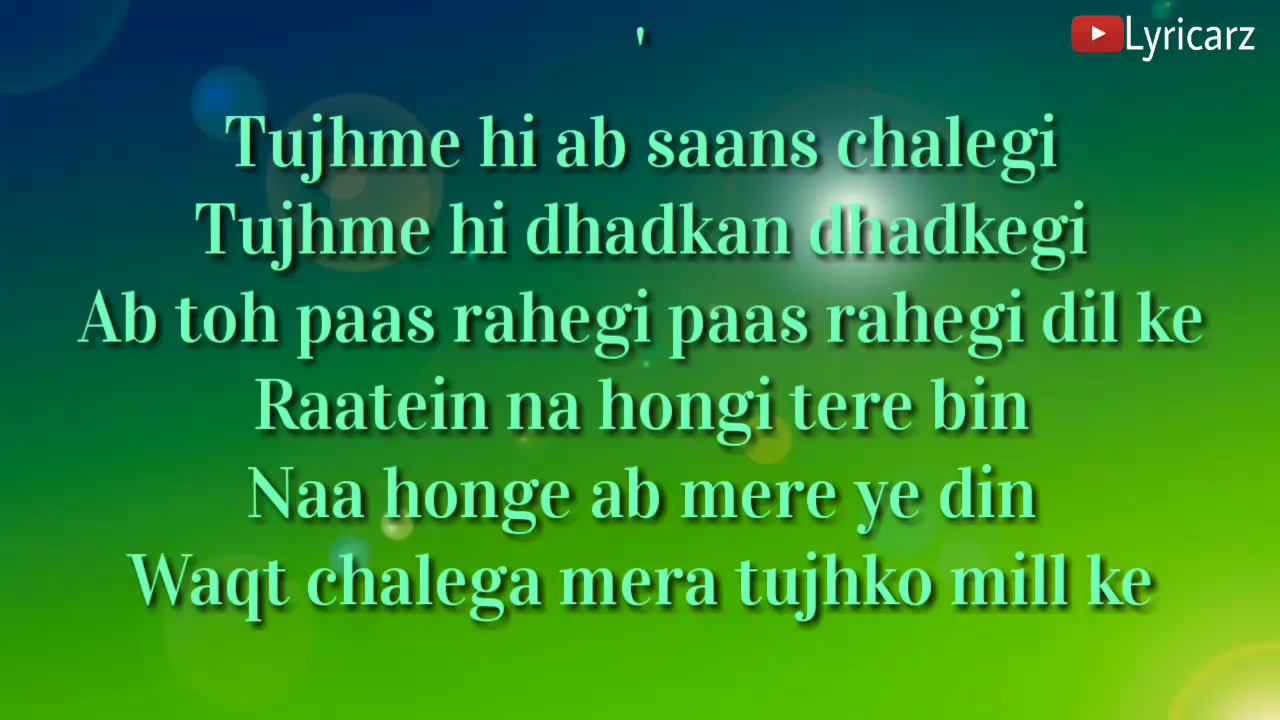 Lyricarz
'
Tujhme hi ab saans chalegi
Tujhme hi dhadkan dhadkegi
Ab toh paas rahegi paas rahegi dil ke
Raatein na hongi tere bin
Naa honge ab mere ye din
Waqt chalega mera tujhko mill ke